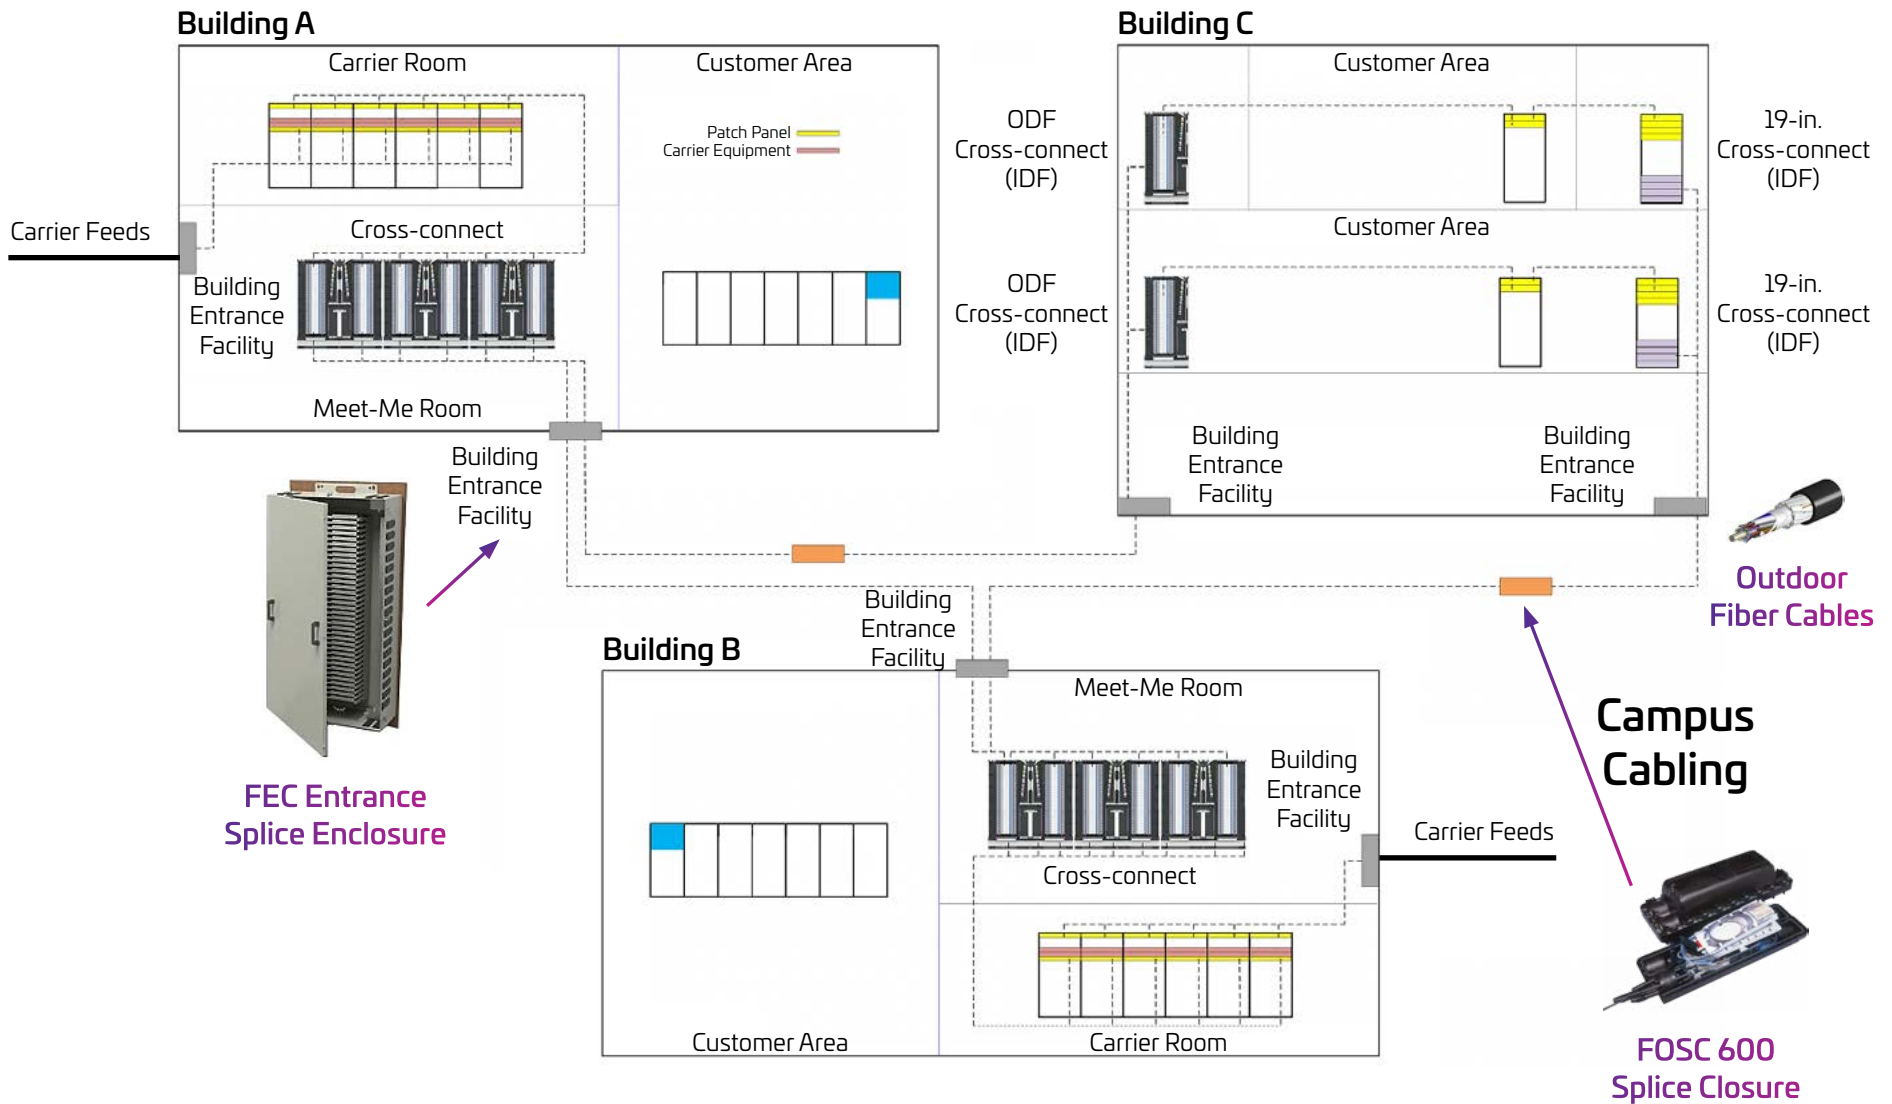 Building A
Carrier Room
Customer Area
Patch Panel
Carrier Equipment
Carrier Feeds
Cross-connect
Building
Entrance
Facility
Meet-Me Room
Building
Entrance
Facility
FEC Entrance
Splice Enclosure
Building C
Customer Area
ODF
Cross-connect
(IDF)
19-in.
Cross-connect
(IDF)
Customer Area
ODF
Cross-connect
(IDF)
19-in.
Cross-connect
(IDF)
Building
Entrance
Facility
Building
Entrance
Facility
Outdoor
Fiber Cables
Building
Entrance
Facility
Building B
Meet-Me Room
Building
Entrance
Facility
Carrier Feeds
Cross-connect
Customer Area
Carrier Room
Campus
Cabling
FOSC 600
Splice Closure